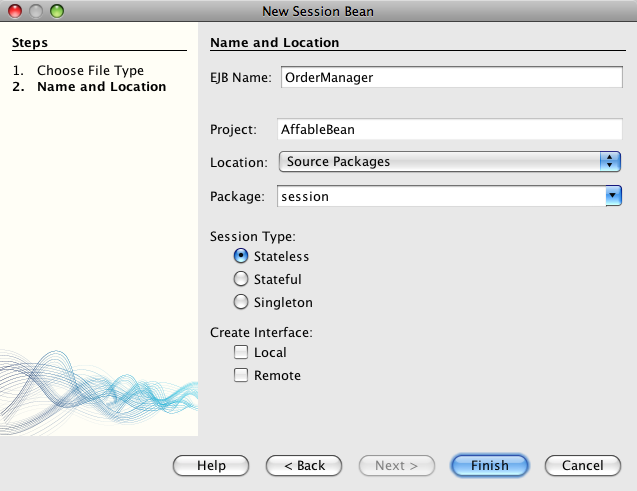 New Session Bean
Steps
1. Choose File Type
2. Name and Location
Name and Location
EJB Name: OrderManager
Project: AffableBean
Location: Source Packages
Package: session
Session Type:
Stateless
Stateful
Singleton
Create Interface:
Local
Remote
Help < Back Next > Finish Cancel